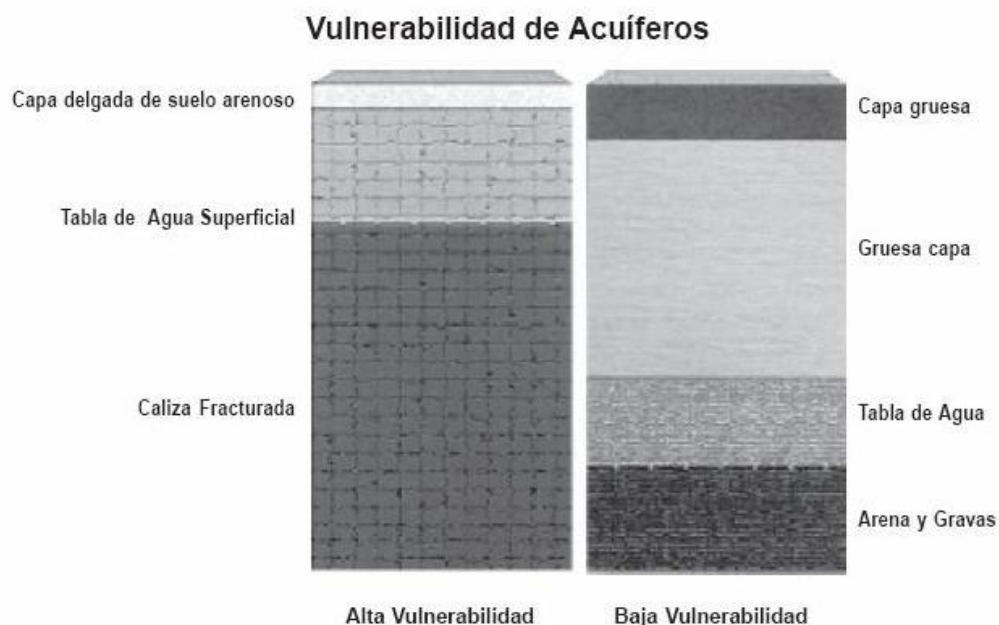 Vulnerabilidad de Acuíferos
Capa delgada de suelo arenoso
Tabla de Agua Superficial
Caliza Fracturada
Capa gruesa
Gruesa capa
Tabla de Agua
Arena y Gravas
Alta Vulnerabilidad
Baja Vulnerabilidad